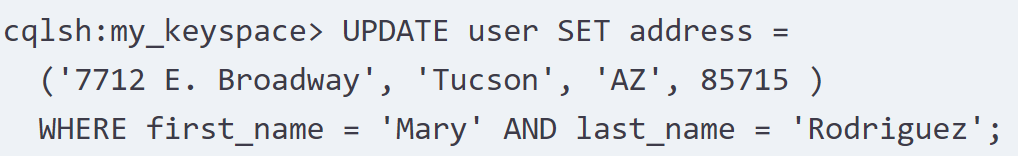 cqlsh:my_keyspace> UPDATE user SET address =
('7712 E. Broadway', 'Tucson', 'AZ', 85715 )
WHERE first_name = 'Mary' AND last_name = 'Rodriguez';